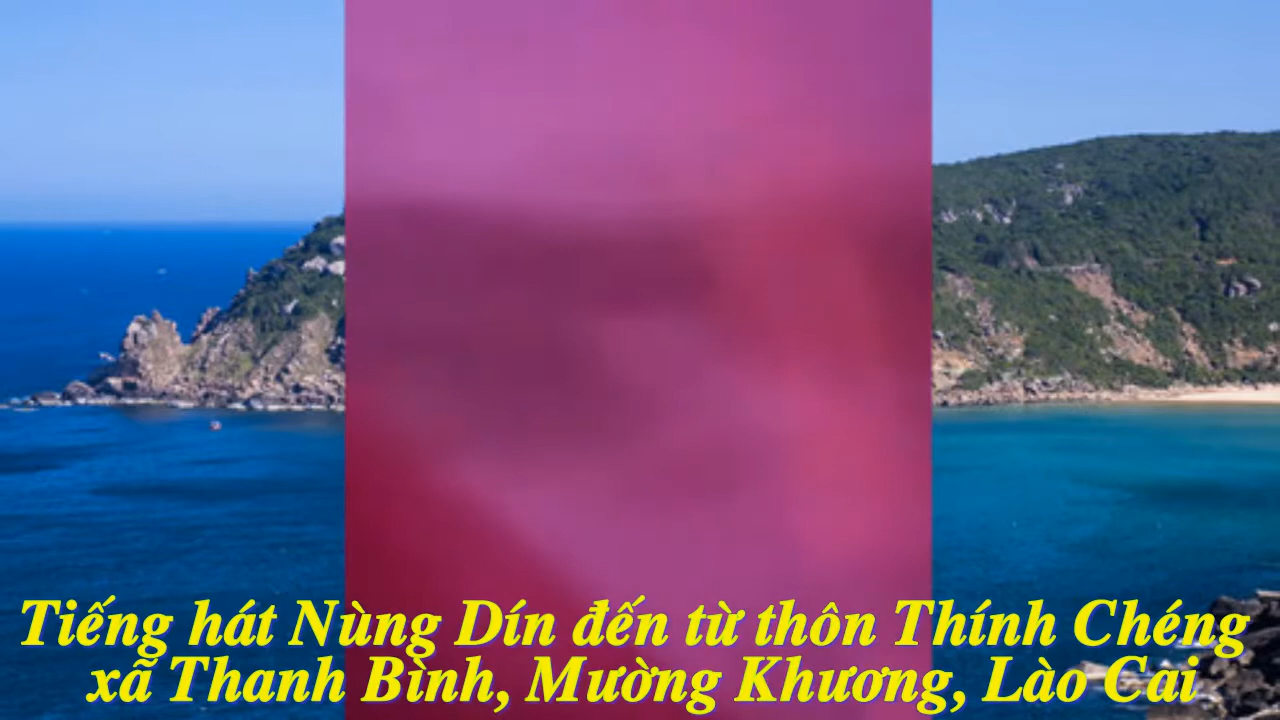 Tiếng hát Nùng Dín đến từ thôn Thính Chéng
xã Thanh Bình, Mường Khương, Lào Cai